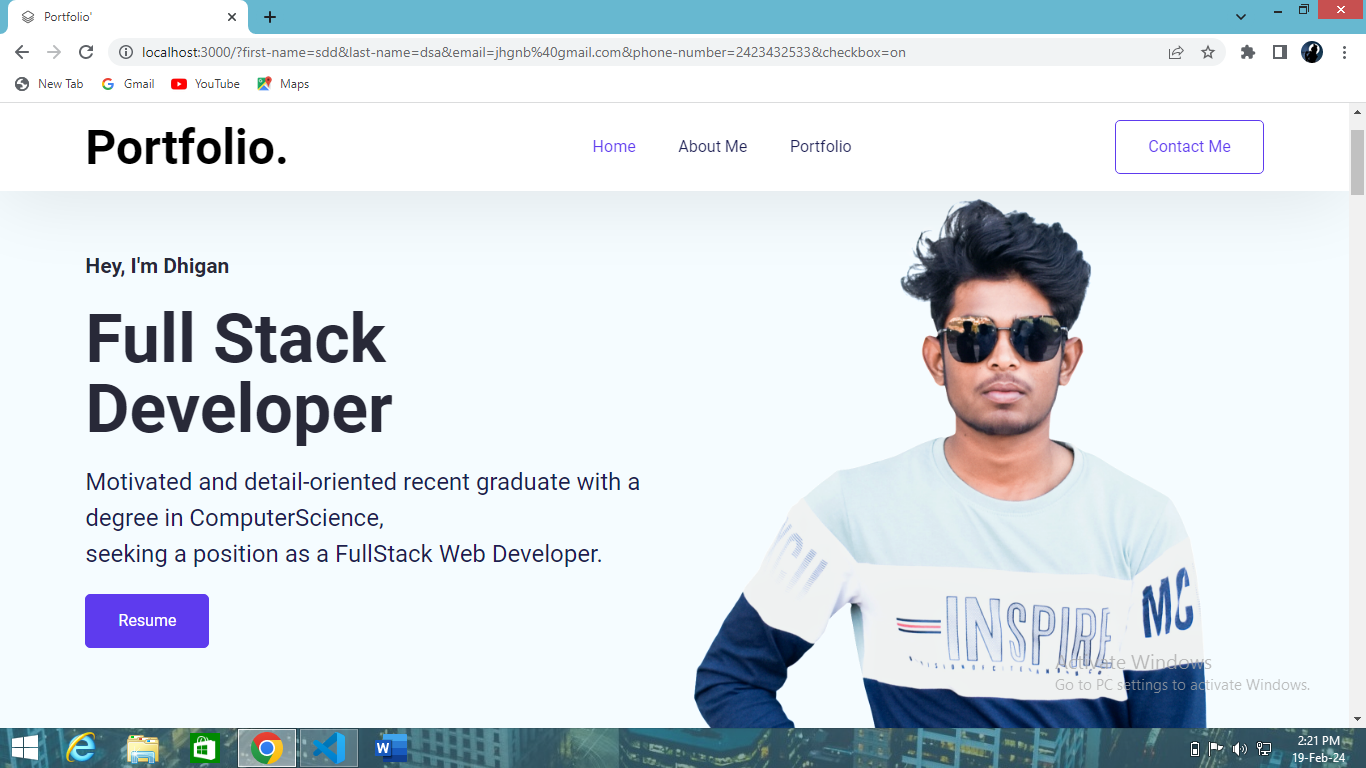 Portfolio'
localhost:3000/?first-name=sdd&last-name=dsa&email=jhgnb%40gmail.com&phone-number=2423432533&checkbox=on
New Tab
Gmail
YouTube
Maps
Portfolio.
Home
About Me
Portfolio
Contact Me
Hey, I'm Dhigan
Full Stack
Developer
Motivated and detail-oriented recent graduate with a
degree in ComputerScience,
seeking a position as a FullStack Web Developer.
Resume
INSPIRE
MC
Activate Windows
Go to PC settings to activate Windows.
2:21 PM
19-Feb-24